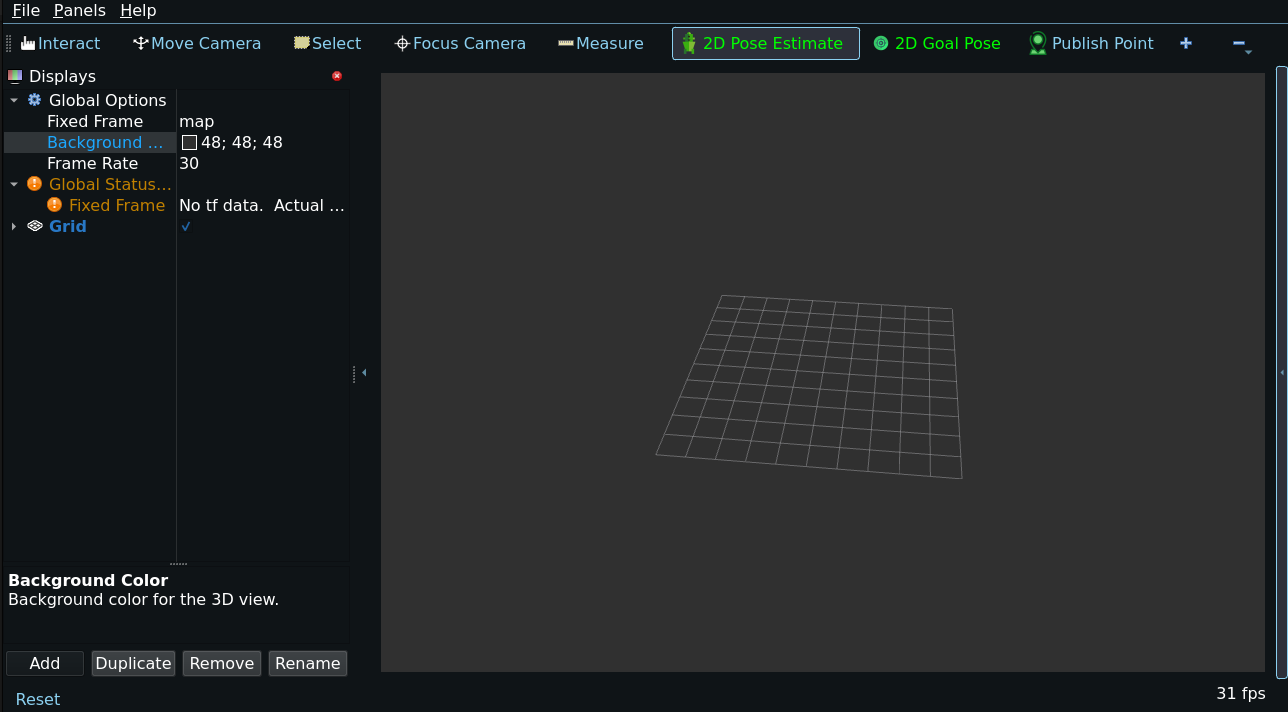 File Panels Help
Interact Move Camera Select Focus Camera Measure 2D Pose Estimate 2D Goal Pose Publish Point
Displays
Global Options
Fixed Frame map
Background ... 48; 48; 48
Frame Rate 30
Global Status...
Fixed Frame No tf data.  Actual ...
Grid
Background Color
Background color for the 3D view.
Add Duplicate Remove Rename
Reset
31 fps